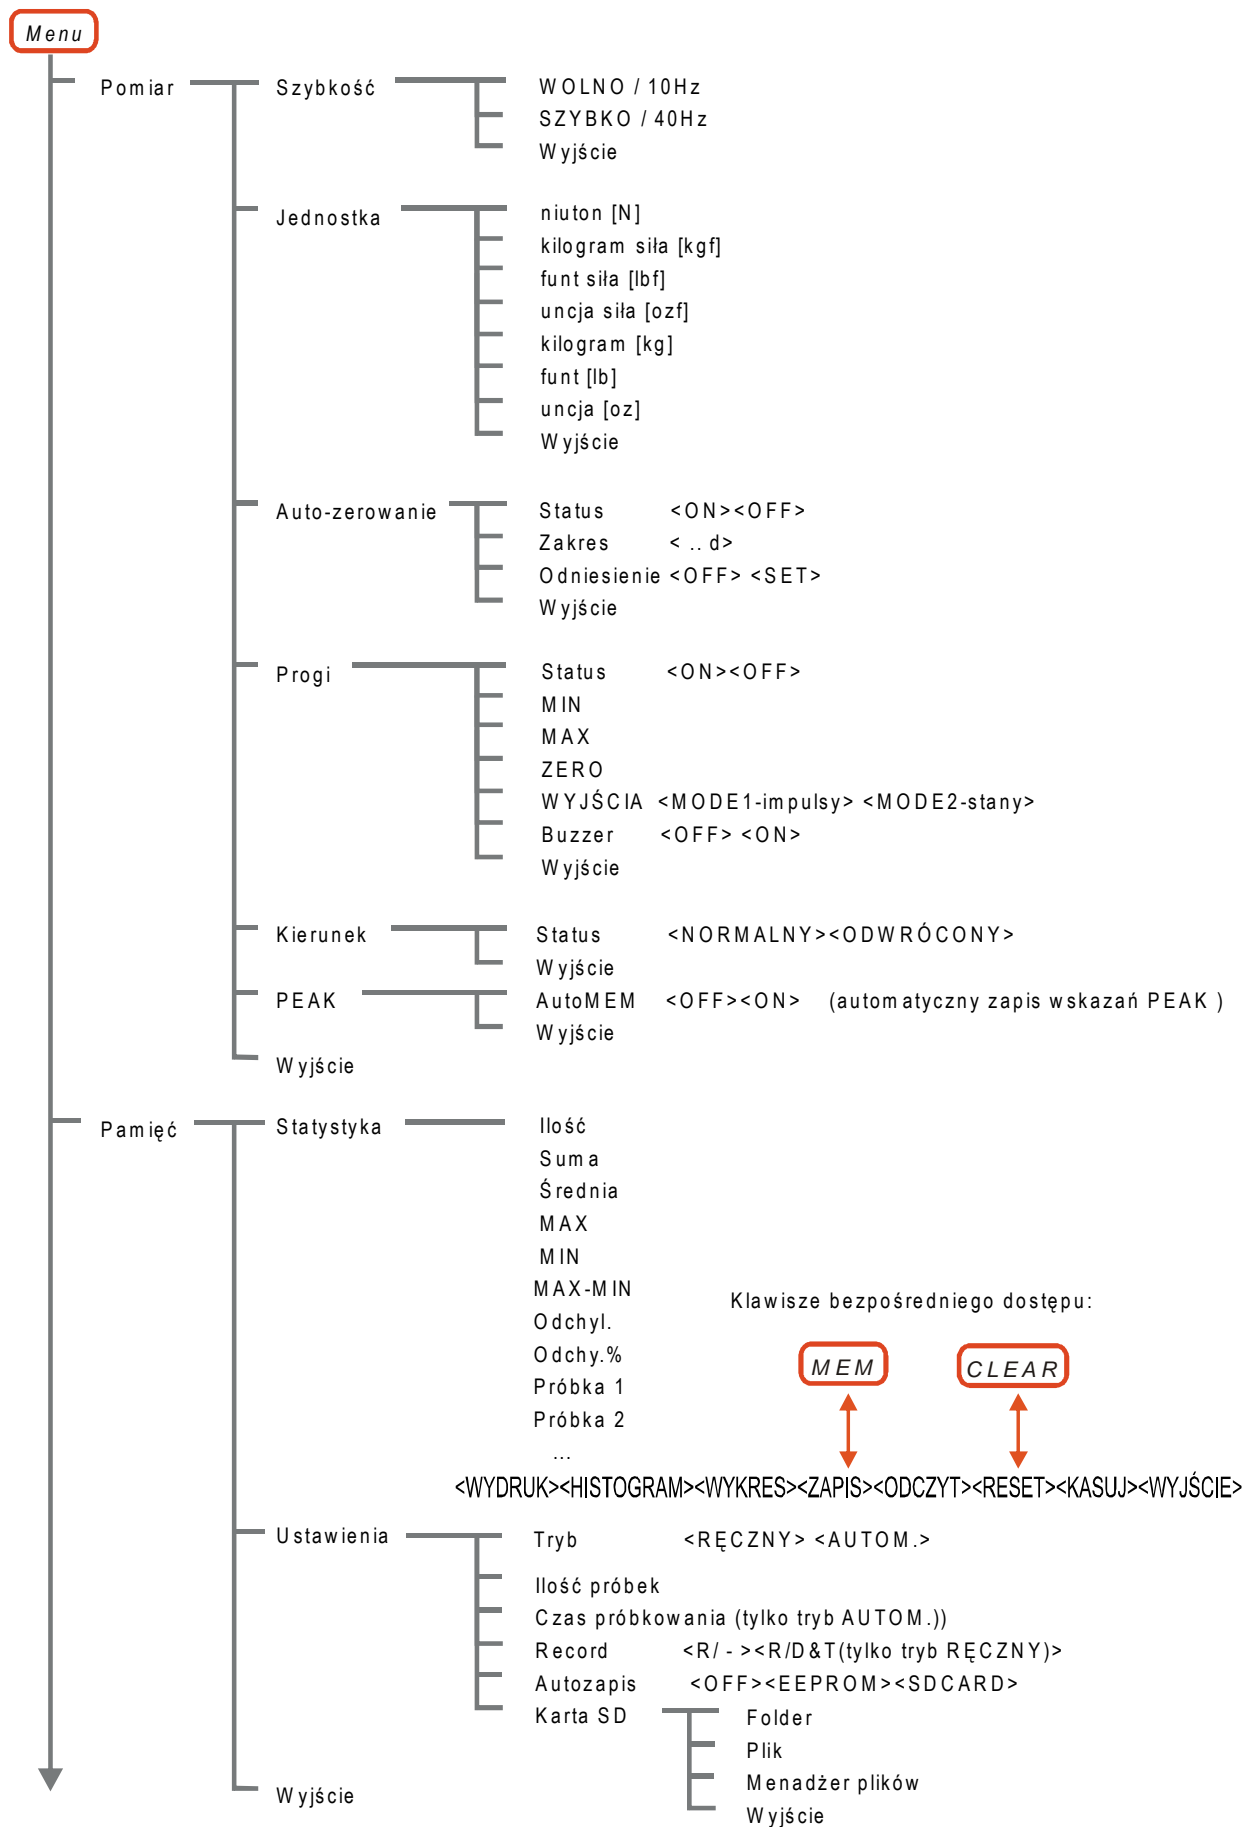 Menu
Pomiar
Szybkość
WOLNO / 10Hz
SZYBKO / 40Hz
Wyjście
Jednostka
niuton [N]
kilogram siła [kgf]
funt siła [lbf]
uncja siła [ozf]
kilogram [kg]
funt [lb]
uncja [oz]
Wyjście
Auto-zerowanie
Status <ON><OFF>
Zakres < .. d>
Odniesienie <OFF> <SET>
Wyjście
Progi
Status <ON><OFF>
MIN
MAX
ZERO
WYJŚCIA <MODE1-impulsy> <MODE2-stany>
Buzzer <OFF> <ON>
Wyjście
Kierunek
Status <NORMALNY><ODWRÓCONY>
Wyjście
PEAK
AutoMEM <OFF><ON> (automatyczny zapis wskazań PEAK )
Wyjście
Wyjście
Pamięć
Statystyka
Ilość
Suma
Średnia
MAX
MIN
MAX-MIN
Odchyl.
Odchy.%
Próbka 1
Próbka 2
...
Klawisze bezpośredniego dostępu:
MEM
CLEAR
<WYDRUK><HISTOGRAM><WYKRES><ZAPIS><ODCZYT><RESET><KASUJ><WYJŚCIE>
Ustawienia
Tryb <RĘCZNY> <AUTOM.>
Ilość próbek
Czas próbkowania (tylko tryb AUTOM.))
Record <R/ - ><R/D&T(tylko tryb RĘCZNY)>
Autozapis <OFF><EEPROM><SDCARD>
Karta SD
Folder
Plik
Menadżer plików
Wyjście
Wyjście